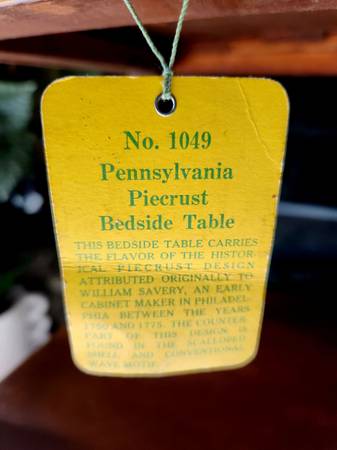 No. 1049
Pennsylvania
Piecrust
Bedside Table
THIS BEDSIDE TABLE CARRIES
THE FLAVOR OF THE HISTOR-
ICAL PIECRUST DESIGN
ATTRIBUTED ORIGINALLY TO
WILLIAM SAVERY, AN EARLY
CABINET MAKER IN PHILADEL-
PHIA BETWEEN THE YEARS
1750 AND 1775. THE COUNTER-
PART OF THIS DESIGN IS
FOUND IN THE SCALLOPED
SHELL AND CONVENTIONAL
WAVE MOTIF.